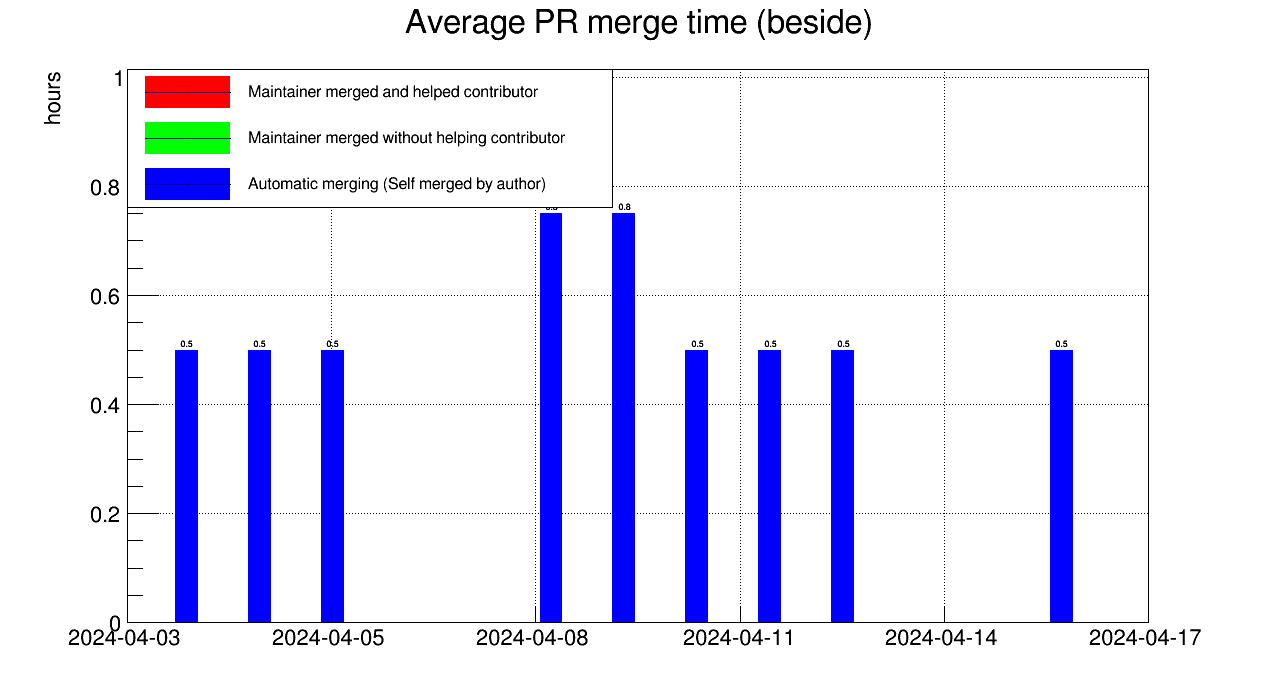 Average PR merge time (beside)
hours
1
0.8
0.6
0.4
0.2
0
Maintainer merged and helped contributor
Maintainer merged without helping contributor
Automatic merging (Self merged by author)
0.8
0.5 0.5 0.5 0.5 0.5 0.5 0.5
2024-04-03 2024-04-05 2024-04-08 2024-04-11 2024-04-14 2024-04-17